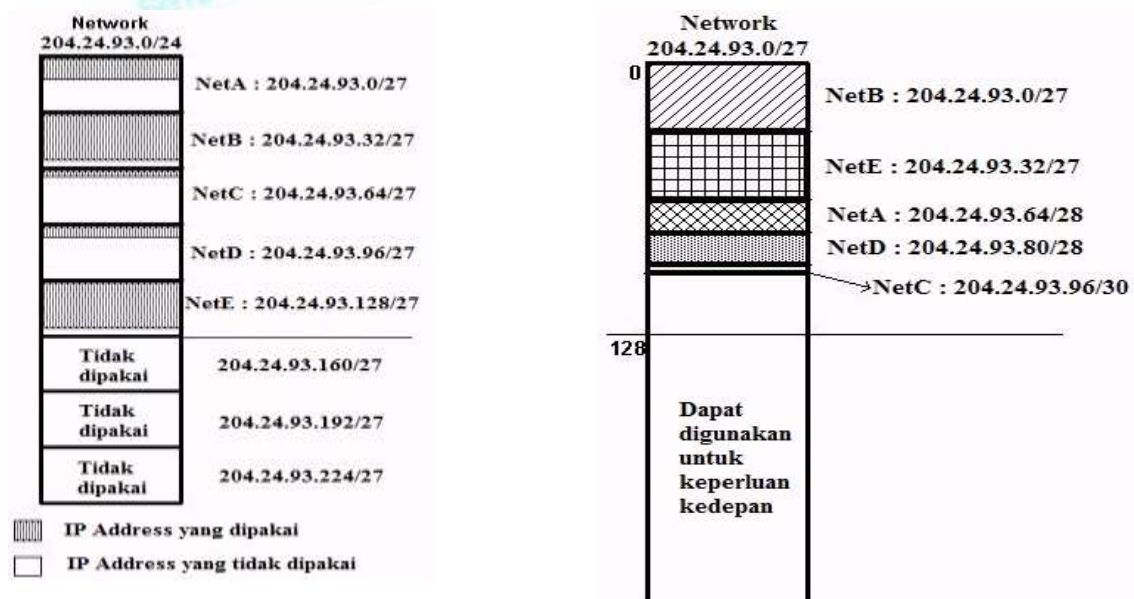 Network
204.24.93.0/24
NetA : 204.24.93.0/27
NetB : 204.24.93.32/27
NetC : 204.24.93.64/27
NetD : 204.24.93.96/27
NetE : 204.24.93.128/27
Tidak
dipakai
204.24.93.160/27
Tidak
dipakai
204.24.93.192/27
Tidak
dipakai
204.24.93.224/27
IP Address yang dipakai
IP Address yang tidak dipakai
Network
204.24.93.0/27
0
NetB : 204.24.93.0/27
NetE : 204.24.93.32/27
NetA : 204.24.93.64/28
NetD : 204.24.93.80/28
NetC : 204.24.93.96/30
128
Dapat
digunakan
untuk
keperluan
kedepan